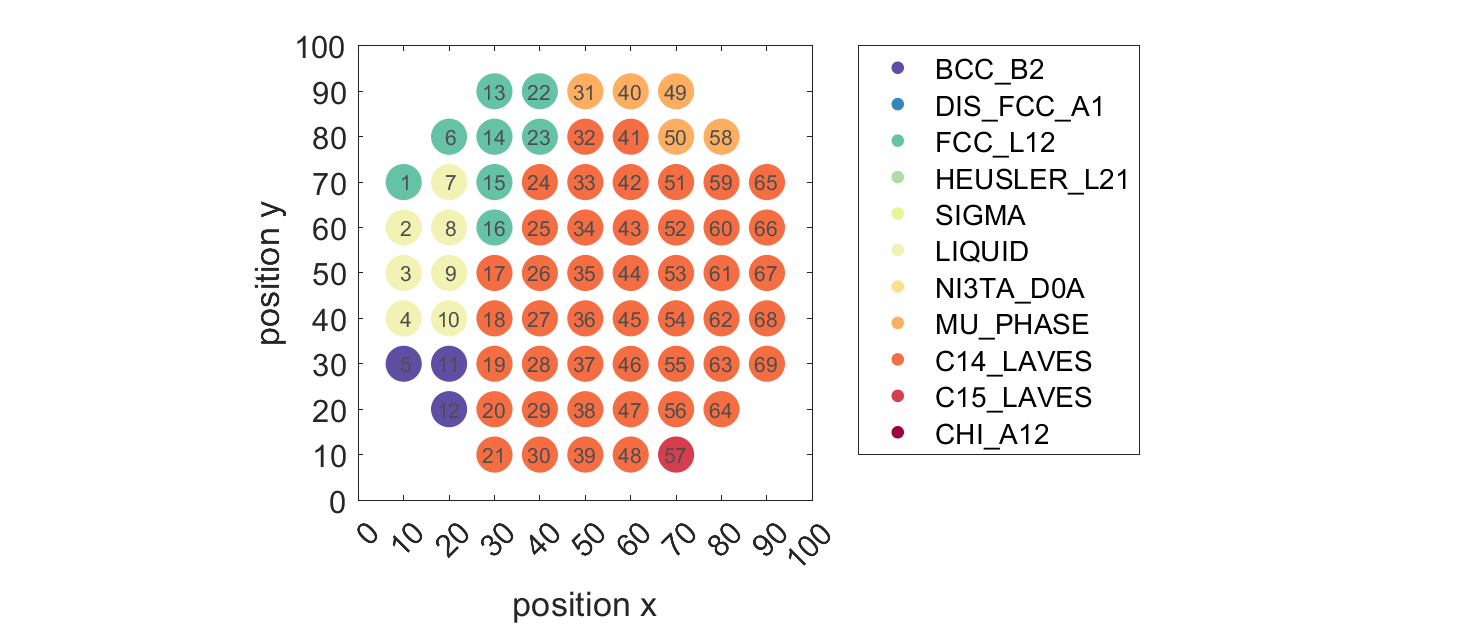 100
90 13 22 31 40 49
80 6 14 23 32 41 50 58
70 1 7 15 24 33 42 51 59 65
60 2 8 16 25 34 43 52 60 66
50 3 9 17 26 35 44 53 61 67
40 4 10 18 27 36 45 54 62 68
30 5 11 19 28 37 46 55 63 69
20 12 20 29 38 47 56 64
10 21 30 39 48 57
0
0 10 20 30 40 50 60 70 80 90 100
position x
position y
BCC_B2
DIS_FCC_A1
FCC_L12
HEUSLER_L21
SIGMA
LIQUID
NI3TA_D0A
MU_PHASE
C14_LAVES
C15_LAVES
CHI_A12